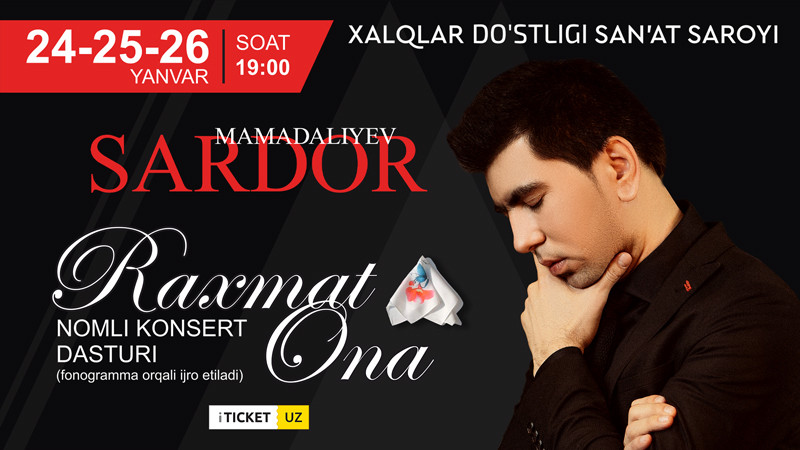 24-25-26
YANVAR
SOAT
19:00
XALQLAR DO'STLIGI SAN'AT SAROYI
MAMADALIYEV
SARDOR
Raxmat
Ona
NOMLI KONSERT
DASTURI
(fonogramma orqali ijro etiladi)
iTICKET UZ